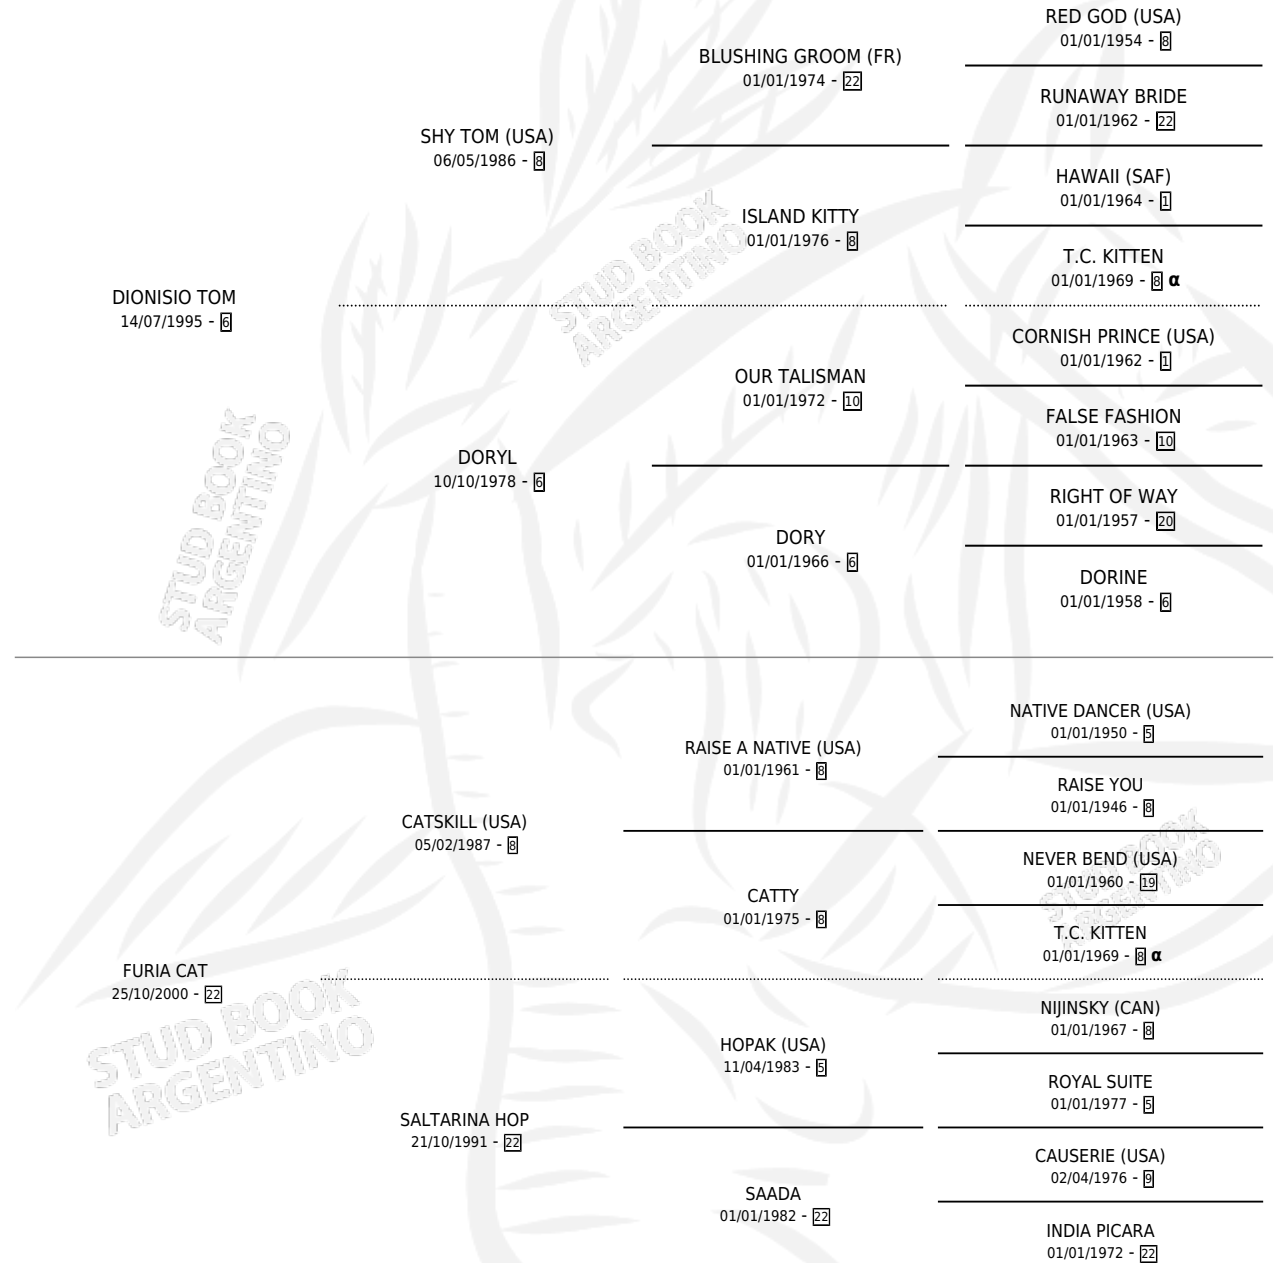 RED GOD (USA)
01/01/1954 - 8
BLUSHING GROOM (FR)
01/01/1974 - 22
RUNAWAY BRIDE
01/01/1962 - 22
SHY TOM (USA)
06/05/1986 - 8
HAWAII (SAF)
01/01/1964 - 1
ISLAND KITTY
01/01/1976 - 8
T.C. KITTEN
01/01/1969 - 8 α
STUD BOOK
ARGENTINO
DIONISIO TOM
14/07/1995 - 6
CORNISH PRINCE (USA)
01/01/1962 - 1
OUR TALISMAN
01/01/1972 - 10
FALSE FASHION
01/01/1963 - 10
DORYL
10/10/1978 - 6
RIGHT OF WAY
01/01/1957 - 20
DORY
01/01/1966 - 6
DORINE
01/01/1958 - 6
STUD BOOK
ARGENTINO
NATIVE DANCER (USA)
01/01/1950 - 5
RAISE A NATIVE (USA)
01/01/1961 - 8
RAISE YOU
01/01/1946 - 8
CATSKILL (USA)
05/02/1987 - 8
NEVER BEND (USA)
01/01/1960 - 19
CATTY
01/01/1975 - 8
T.C. KITTEN
01/01/1969 - 8 α
STUD BOOK
ARGENTINO
FURIA CAT
25/10/2000 - 22
NIJINSKY (CAN)
01/01/1967 - 8
HOPAK (USA)
11/04/1983 - 5
ROYAL SUITE
01/01/1977 - 5
SALTARINA HOP
21/10/1991 - 22
CAUSERIE (USA)
02/04/1976 - 9
SAADA
01/01/1982 - 22
INDIA PICARA
01/01/1972 - 22
STUD BOOK
ARGENTINO